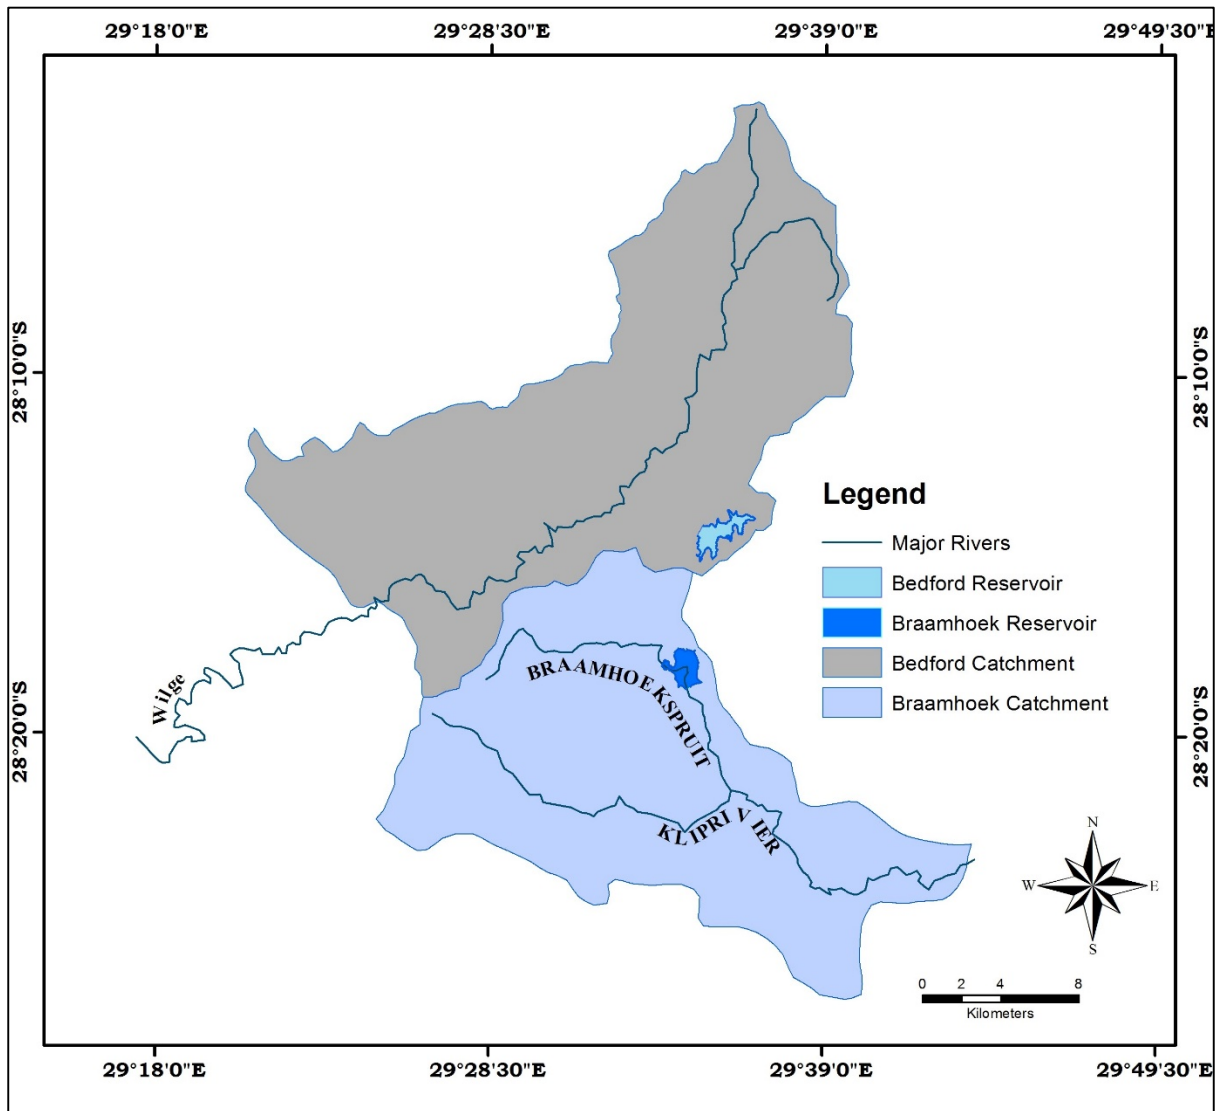 29°18'0"E 29°28'30"E 29°39'0"E 29°49'30"E
28°10'0"S 28°10'0"S
Legend
Major Rivers
Bedford Reservoir
Braamhoek Reservoir
Bedford Catchment
Braamhoek Catchment
Wilge
BRAAMHOEKSPRUIT
KLIPRIVIER
28°20'0"S 28°20'0"S
N
W E
S
0 2 4 8
Kilometers
29°18'0"E 29°28'30"E 29°39'0"E 29°49'30"E